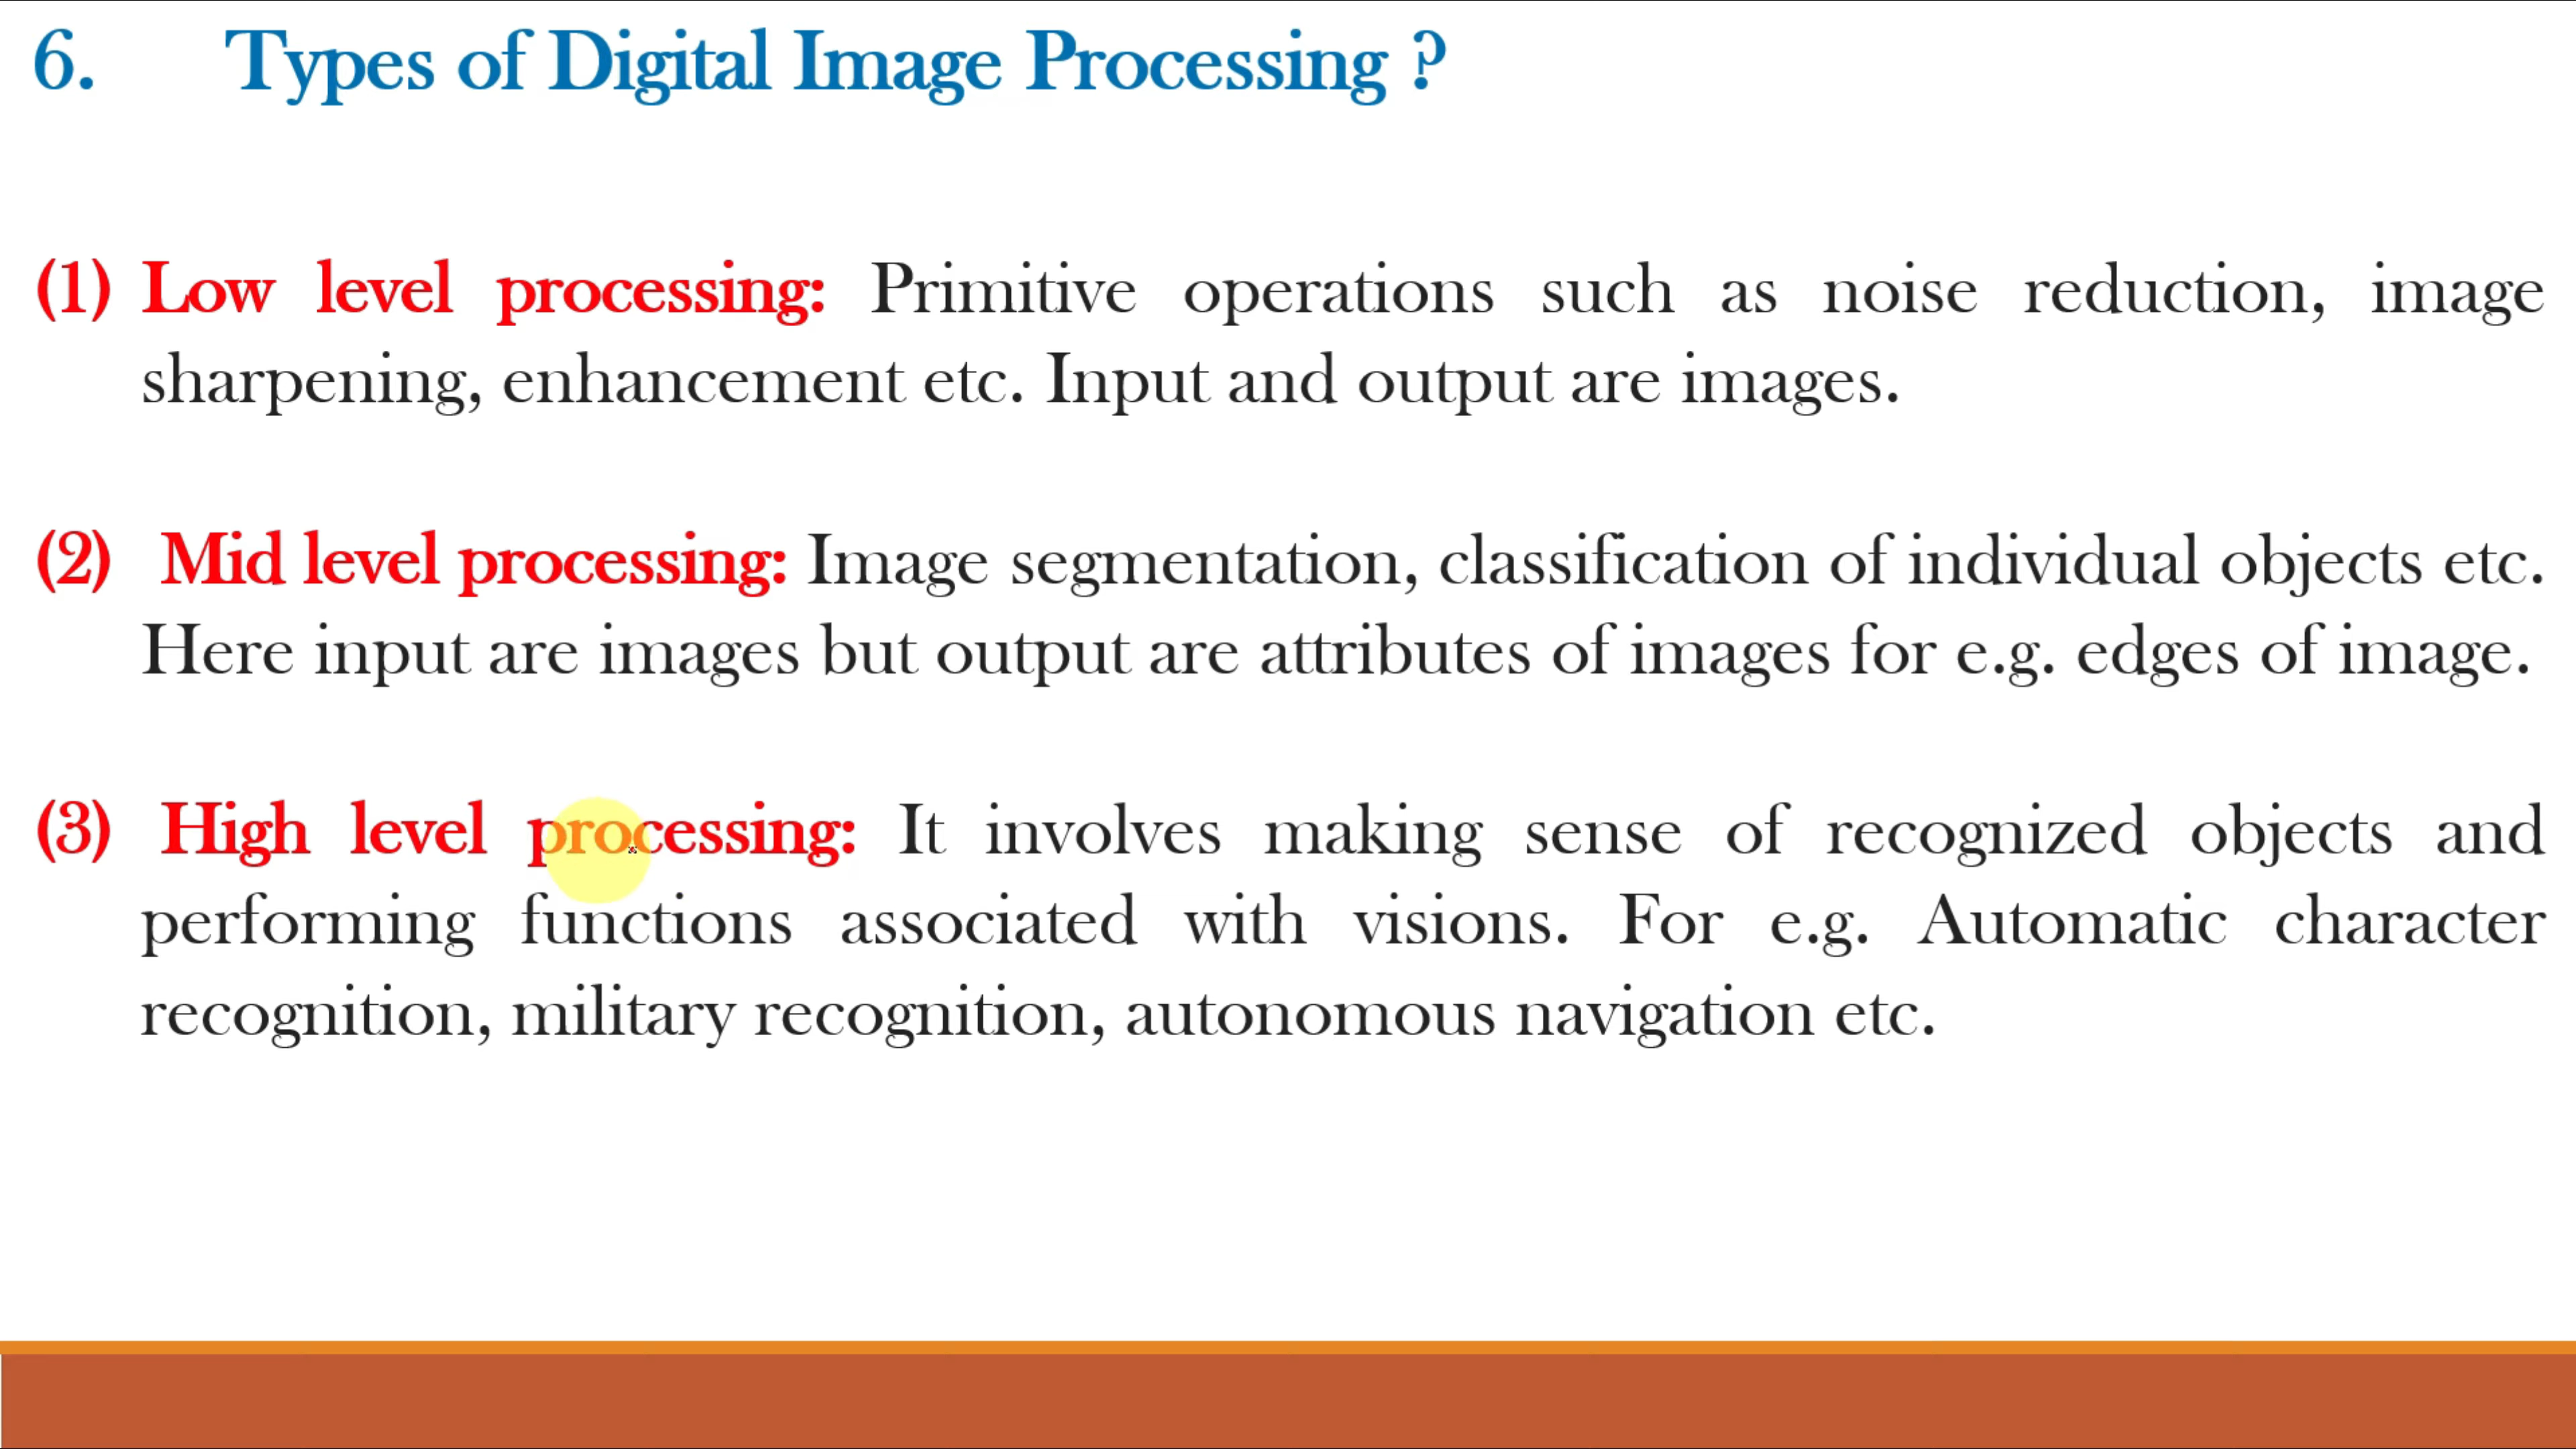 6. Types of Digital Image Processing ?
(1) Low level processing: Primitive operations such as noise reduction, image
sharpening, enhancement etc. Input and output are images.
(2) Mid level processing: Image segmentation, classification of individual objects etc.
Here input are images but output are attributes of images for e.g. edges of image.
(3) High level processing: It involves making sense of recognized objects and
performing functions associated with visions. For e.g. Automatic character
recognition, military recognition, autonomous navigation etc.